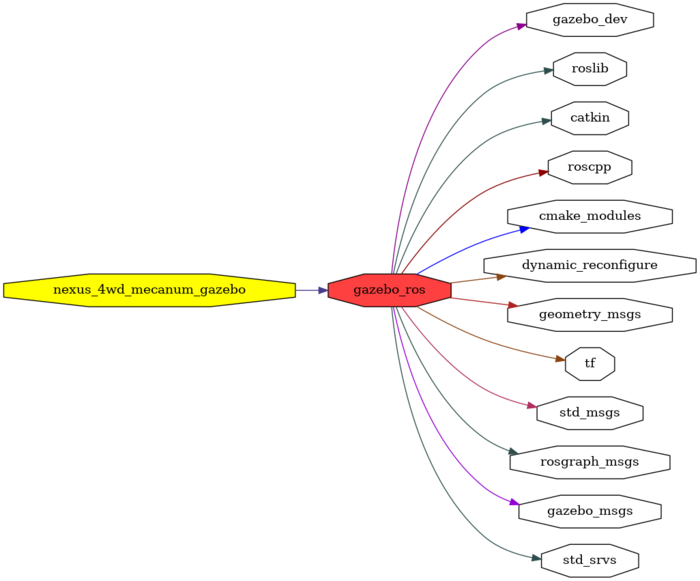 nexus_4wd_mecanum_gazebo
gazebo_ros
gazebo_dev
roslib
catkin
roscpp
cmake_modules
dynamic_reconfigure
geometry_msgs
tf
std_msgs
rosgraph_msgs
gazebo_msgs
std_srvs